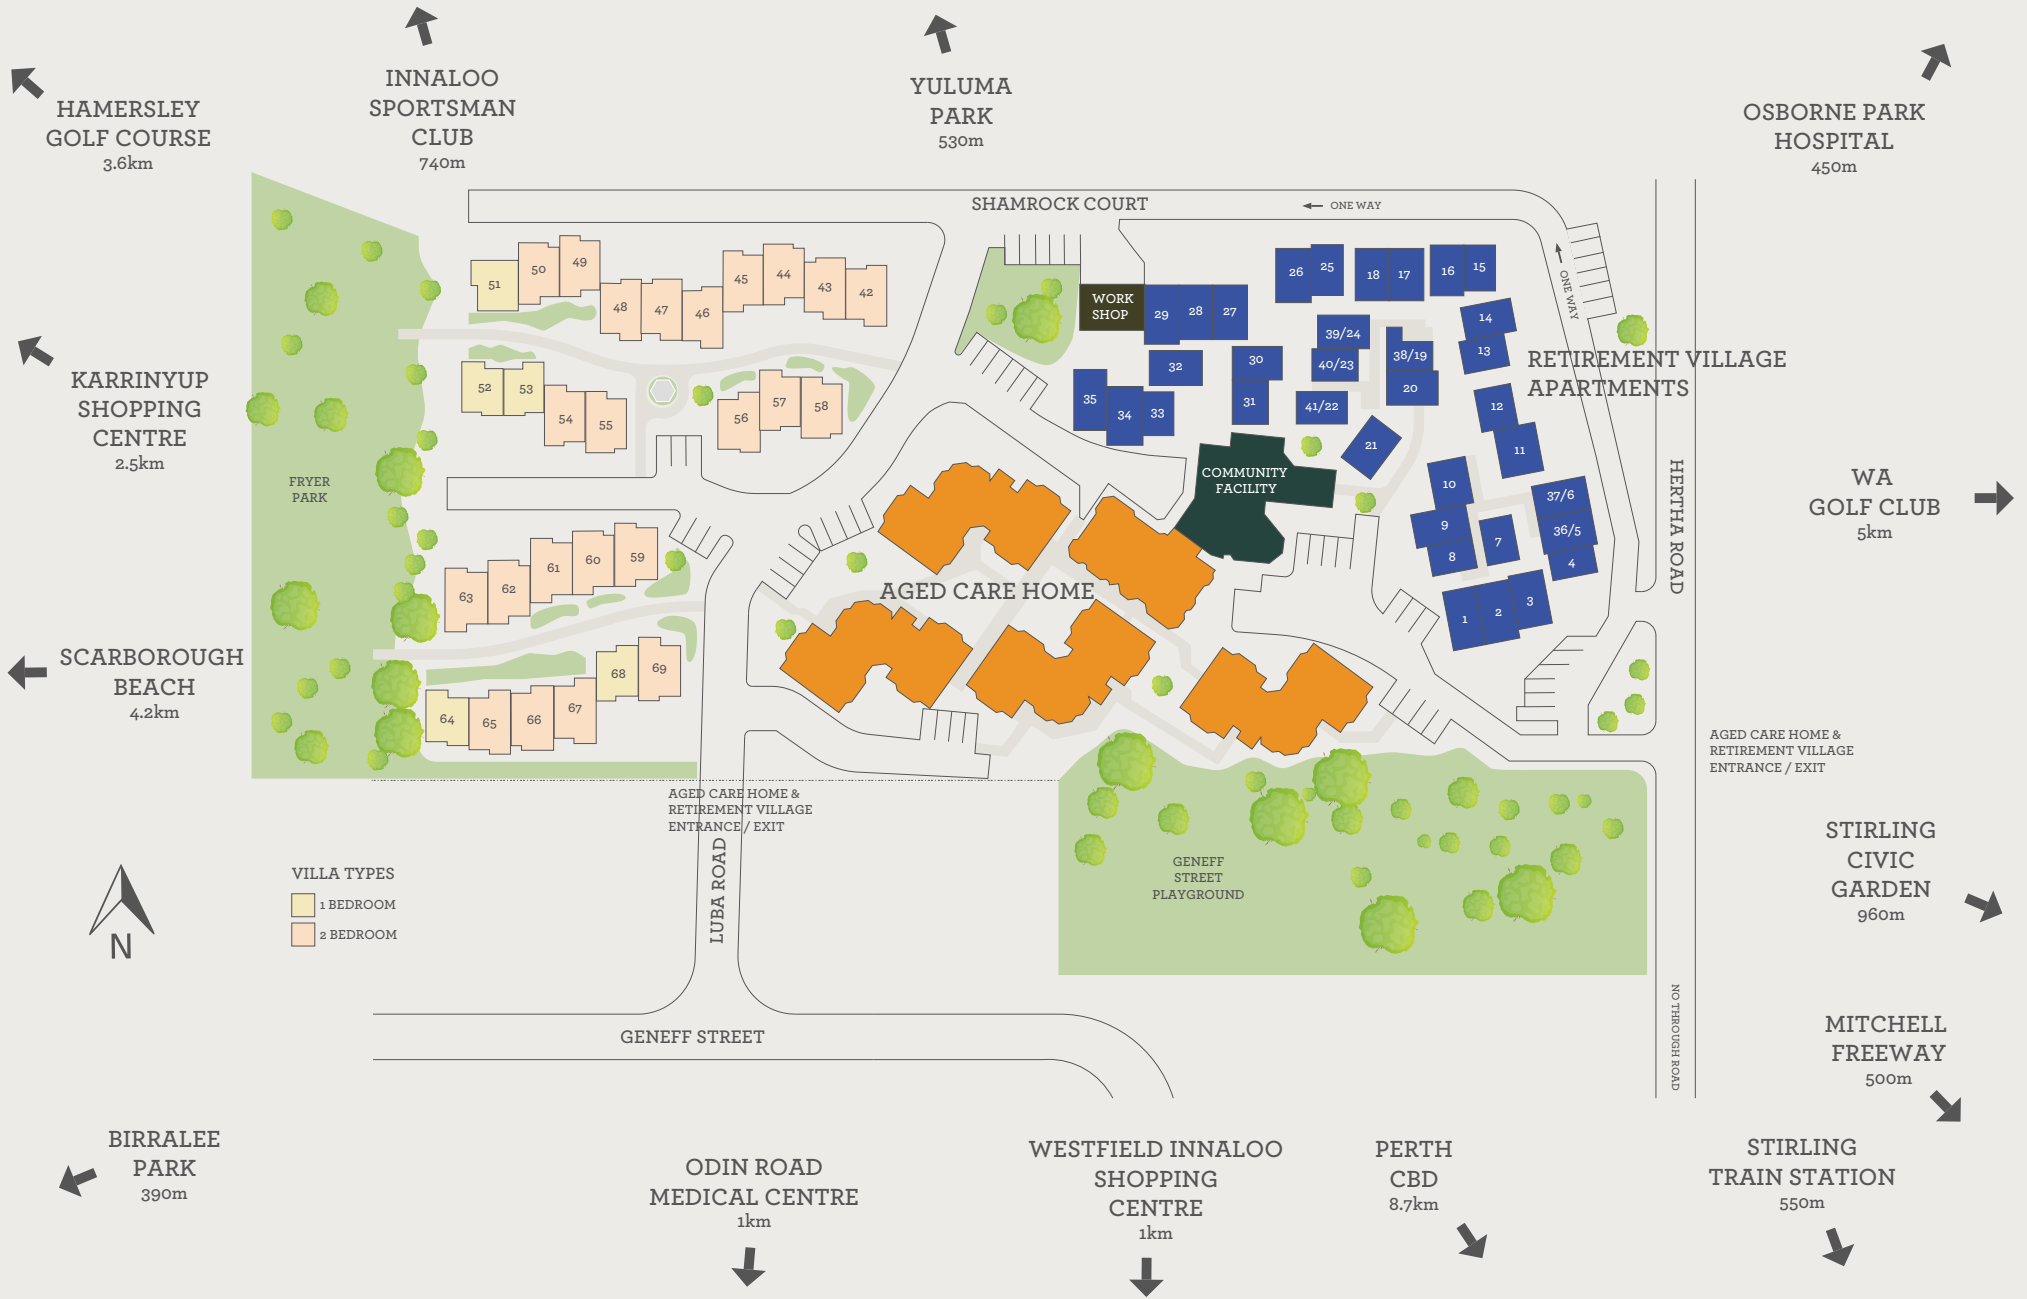 HAMERSLEY
GOLF COURSE
3.6km
INNALOO
SPORTSMAN
CLUB
740m
YULUMA
PARK
530m
OSBORNE PARK
HOSPITAL
450m
SHAMROCK COURT
ONE WAY
ONE WAY
KARRINYUP
SHOPPING
CENTRE
2.5km
FRYER
PARK
SCARBOROUGH
BEACH
4.2km
51
50
49
48
47
46
45
44
43
42
52
53
54
55
56
57
58
63
62
61
60
59
64
65
66
67
68
69
WORK
SHOP
29
28
27
26
25
18
17
16
15
14
13
39/24
40/23
38/19
20
30
31
32
35
34
33
41/22
21
12
11
10
9
8
7
37/6
36/5
4
1
2
3
RETIREMENT VILLAGE
APARTMENTS
COMMUNITY
FACILITY
AGED CARE HOME
HERTHA ROAD
WA
GOLF CLUB
5km
AGED CARE HOME &
RETIREMENT VILLAGE
ENTRANCE / EXIT
AGED CARE HOME &
RETIREMENT VILLAGE
ENTRANCE / EXIT
LUBA ROAD
GENEFF
STREET
PLAYGROUND
STIRLING
CIVIC
GARDEN
960m
VILLA TYPES
1 BEDROOM
2 BEDROOM
N
GENEFF STREET
NO THROUGH ROAD
MITCHELL
FREEWAY
500m
BIRRALEE
PARK
390m
ODIN ROAD
MEDICAL CENTRE
1km
WESTFIELD INNALOO
SHOPPING
CENTRE
1km
PERTH
CBD
8.7km
STIRLING
TRAIN STATION
550m